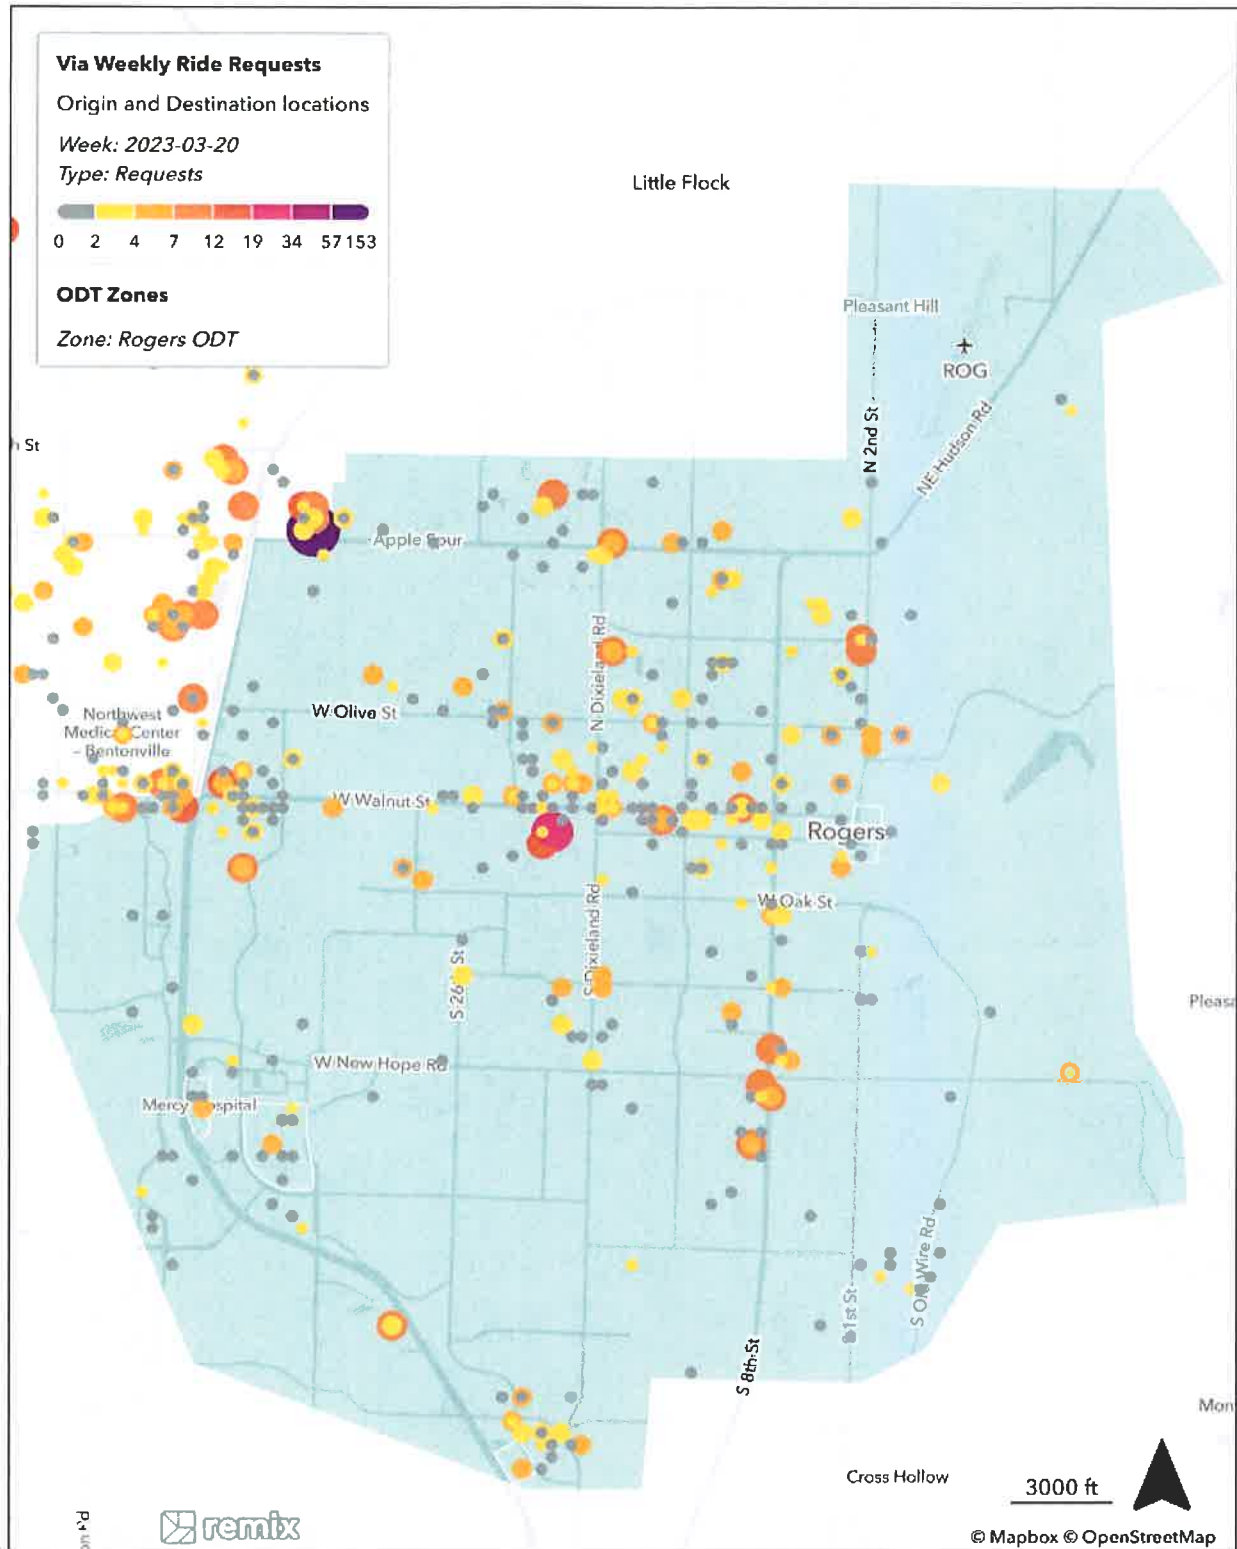 Via Weekly Ride Requests
Origin and Destination locations
Week: 2023-03-20
Type: Requests
0 2 4 7 12 19 34 57 153
ODT Zones
Zone: Rogers ODT
Little Flock
Pleasant Hill
ROG
N 2nd St
NE Hudson Rd
h St
Apple Spur
N Dixieland Rd
W Olive St
Northwest
Medical Center
- Bentonville
W Walnut St
Rogers
W Oak St
S Dixieland Rd
S 26th St
Pleasa
W New Hope Rd
Mercy Hospital
S Old Wire Rd
S 1st St
S 8th St
Mon
Cross Hollow
3000 ft
remix
© Mapbox © OpenStreetMap